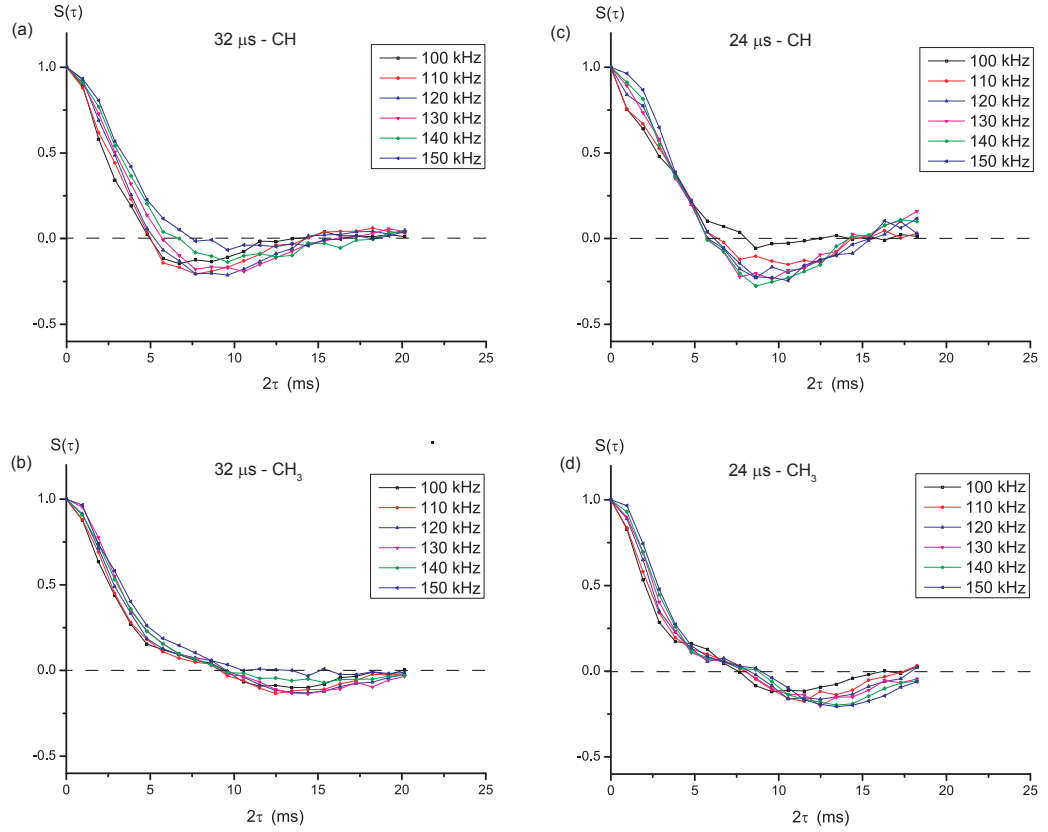 S(τ)
(a)
32 μs - CH
100 kHz
110 kHz
120 kHz
130 kHz
140 kHz
150 kHz
1.0
0.5
0.0
-0.5
0 5 10 15 20 25
2τ (ms)
S(τ)
(c)
24 μs - CH
100 kHz
110 kHz
120 kHz
130 kHz
140 kHz
150 kHz
1.0
0.5
0.0
-0.5
0 5 10 15 20 25
2τ (ms)
S(τ)
(b)
32 μs - CH₃
100 kHz
110 kHz
120 kHz
130 kHz
140 kHz
150 kHz
1.0
0.5
0.0
-0.5
0 5 10 15 20 25
2τ (ms)
S(τ)
(d)
24 μs - CH₃
100 kHz
110 kHz
120 kHz
130 kHz
140 kHz
150 kHz
1.0
0.5
0.0
-0.5
0 5 10 15 20 25
2τ (ms)